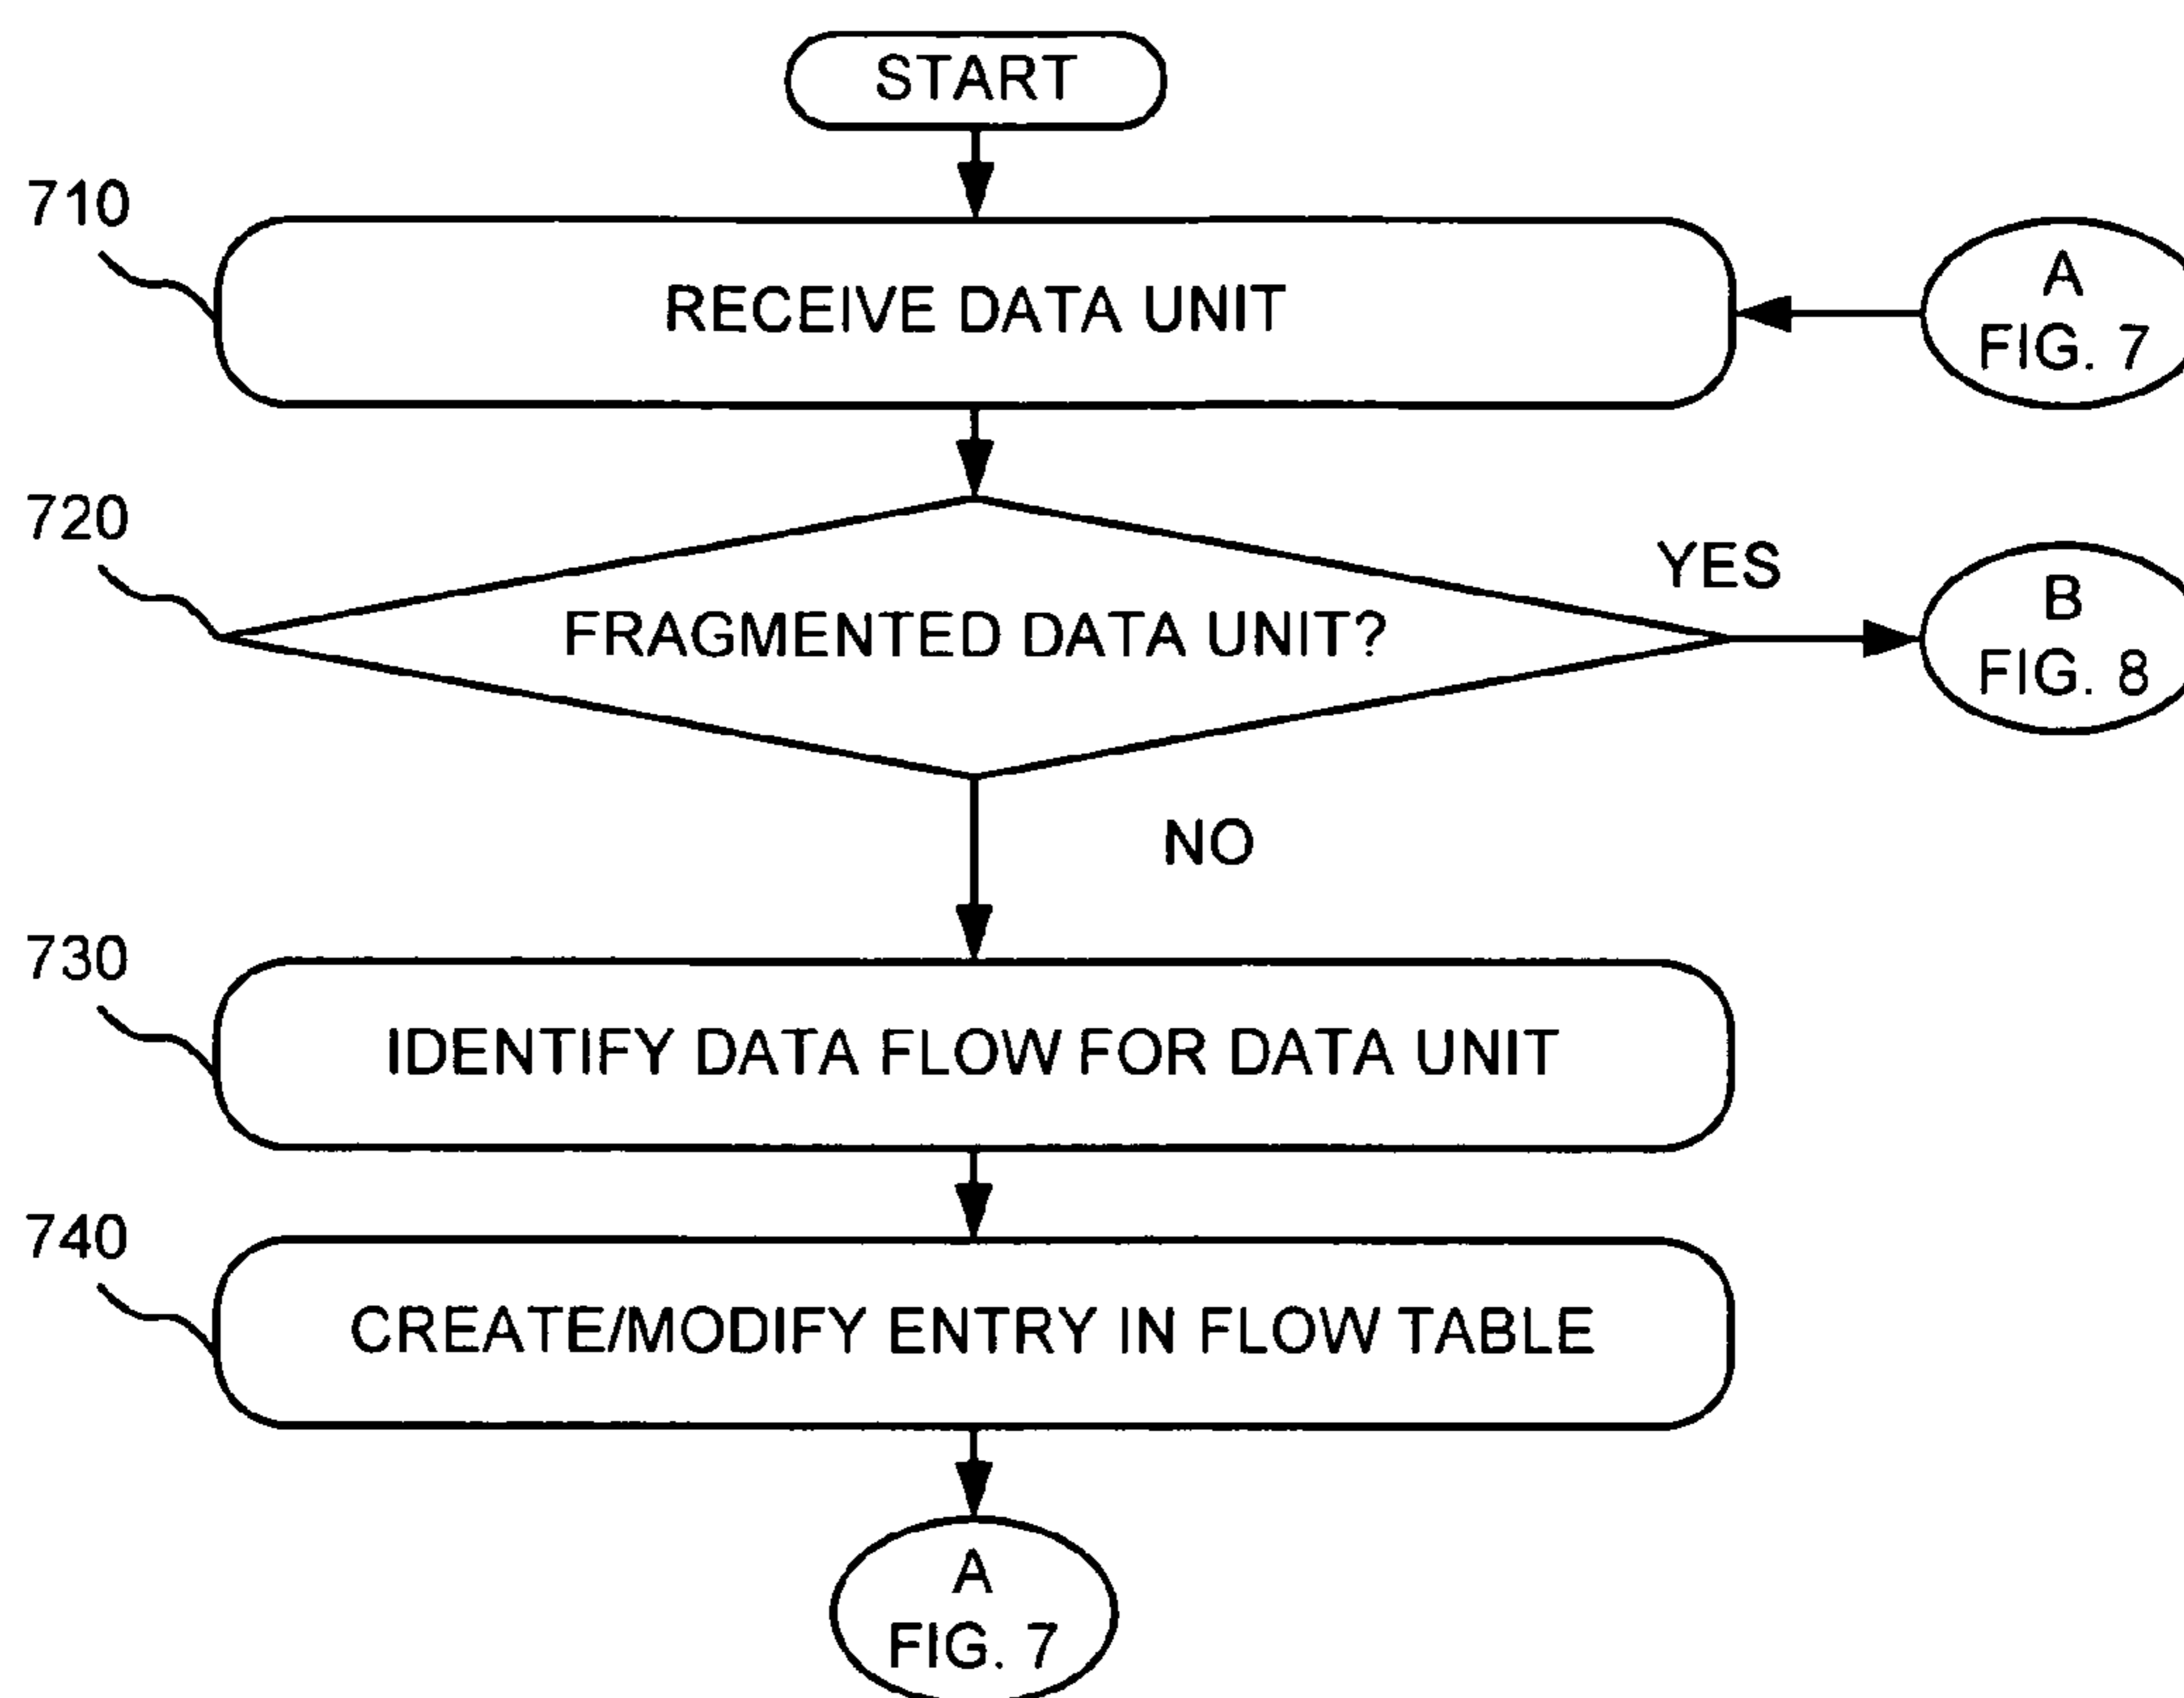 START
710
RECEIVE DATA UNIT
A
FIG. 7
720
FRAGMENTED DATA UNIT?
YES
B
FIG. 8
NO
730
IDENTIFY DATA FLOW FOR DATA UNIT
740
CREATE/MODIFY ENTRY IN FLOW TABLE
A
FIG. 7